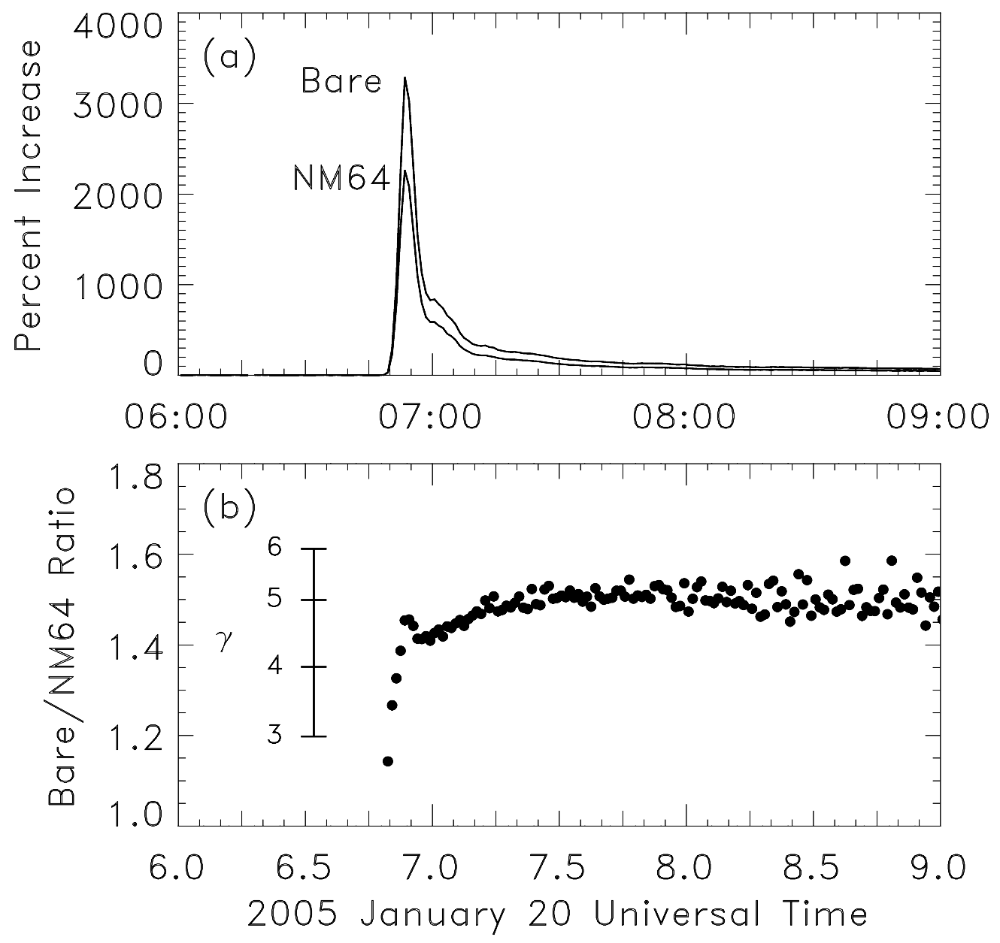 4000
(a)
Bare
3000
NM64
2000
1000
0
Percent Increase
06:00 07:00 08:00 09:00
1.8
(b)
6
1.6
5
γ
1.4
4
1.2
3
1.0
Bare/NM64 Ratio
6.0 6.5 7.0 7.5 8.0 8.5 9.0
2005 January 20 Universal Time